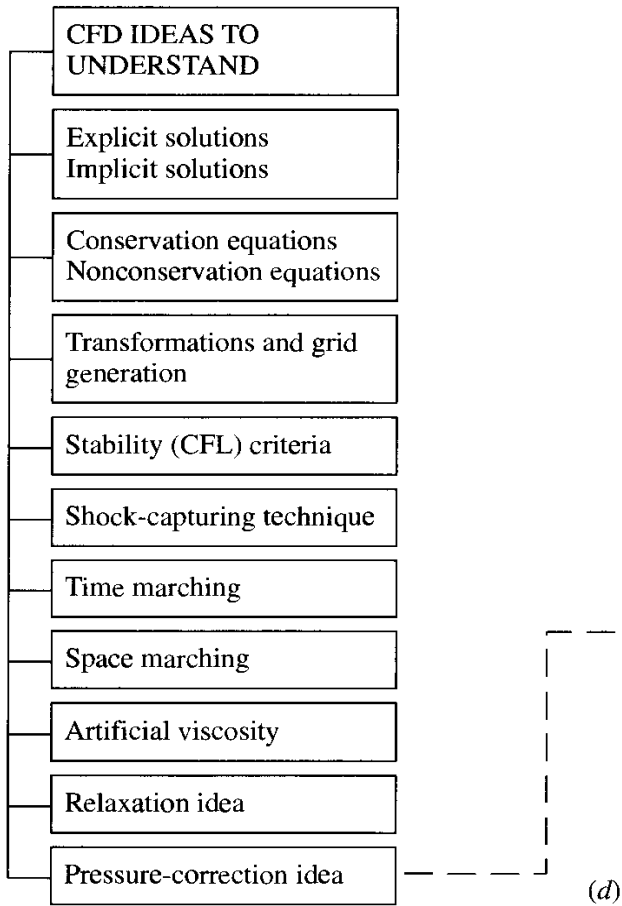 CFD IDEAS TO
UNDERSTAND
Explicit solutions
Implicit solutions
Conservation equations
Nonconservation equations
Transformations and grid
generation
Stability (CFL) criteria
Shock-capturing technique
Time marching
Space marching
Artificial viscosity
Relaxation idea
Pressure-correction idea
(d)